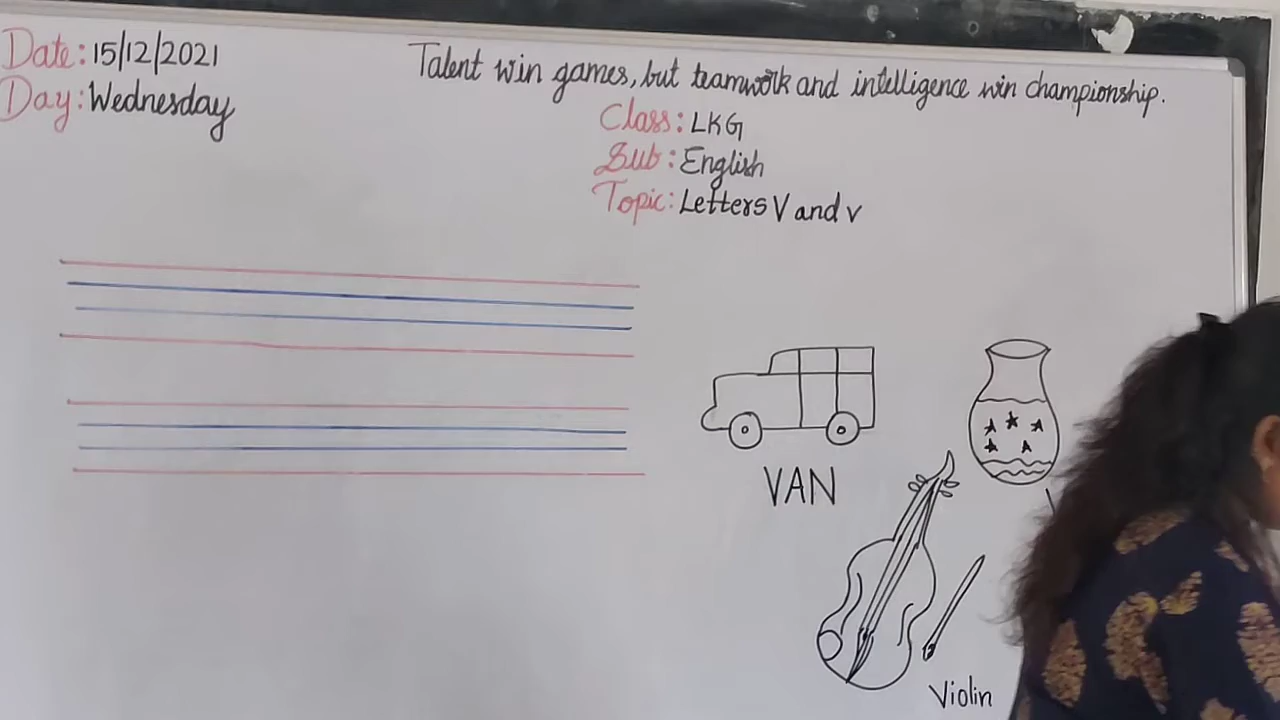 Date: 15/12/2021
Day: Wednesday
Talent win games, but teamwork and intelligence win championship.
Class: LKG
Sub: English
Topic: Letters V and v
VAN
Violin